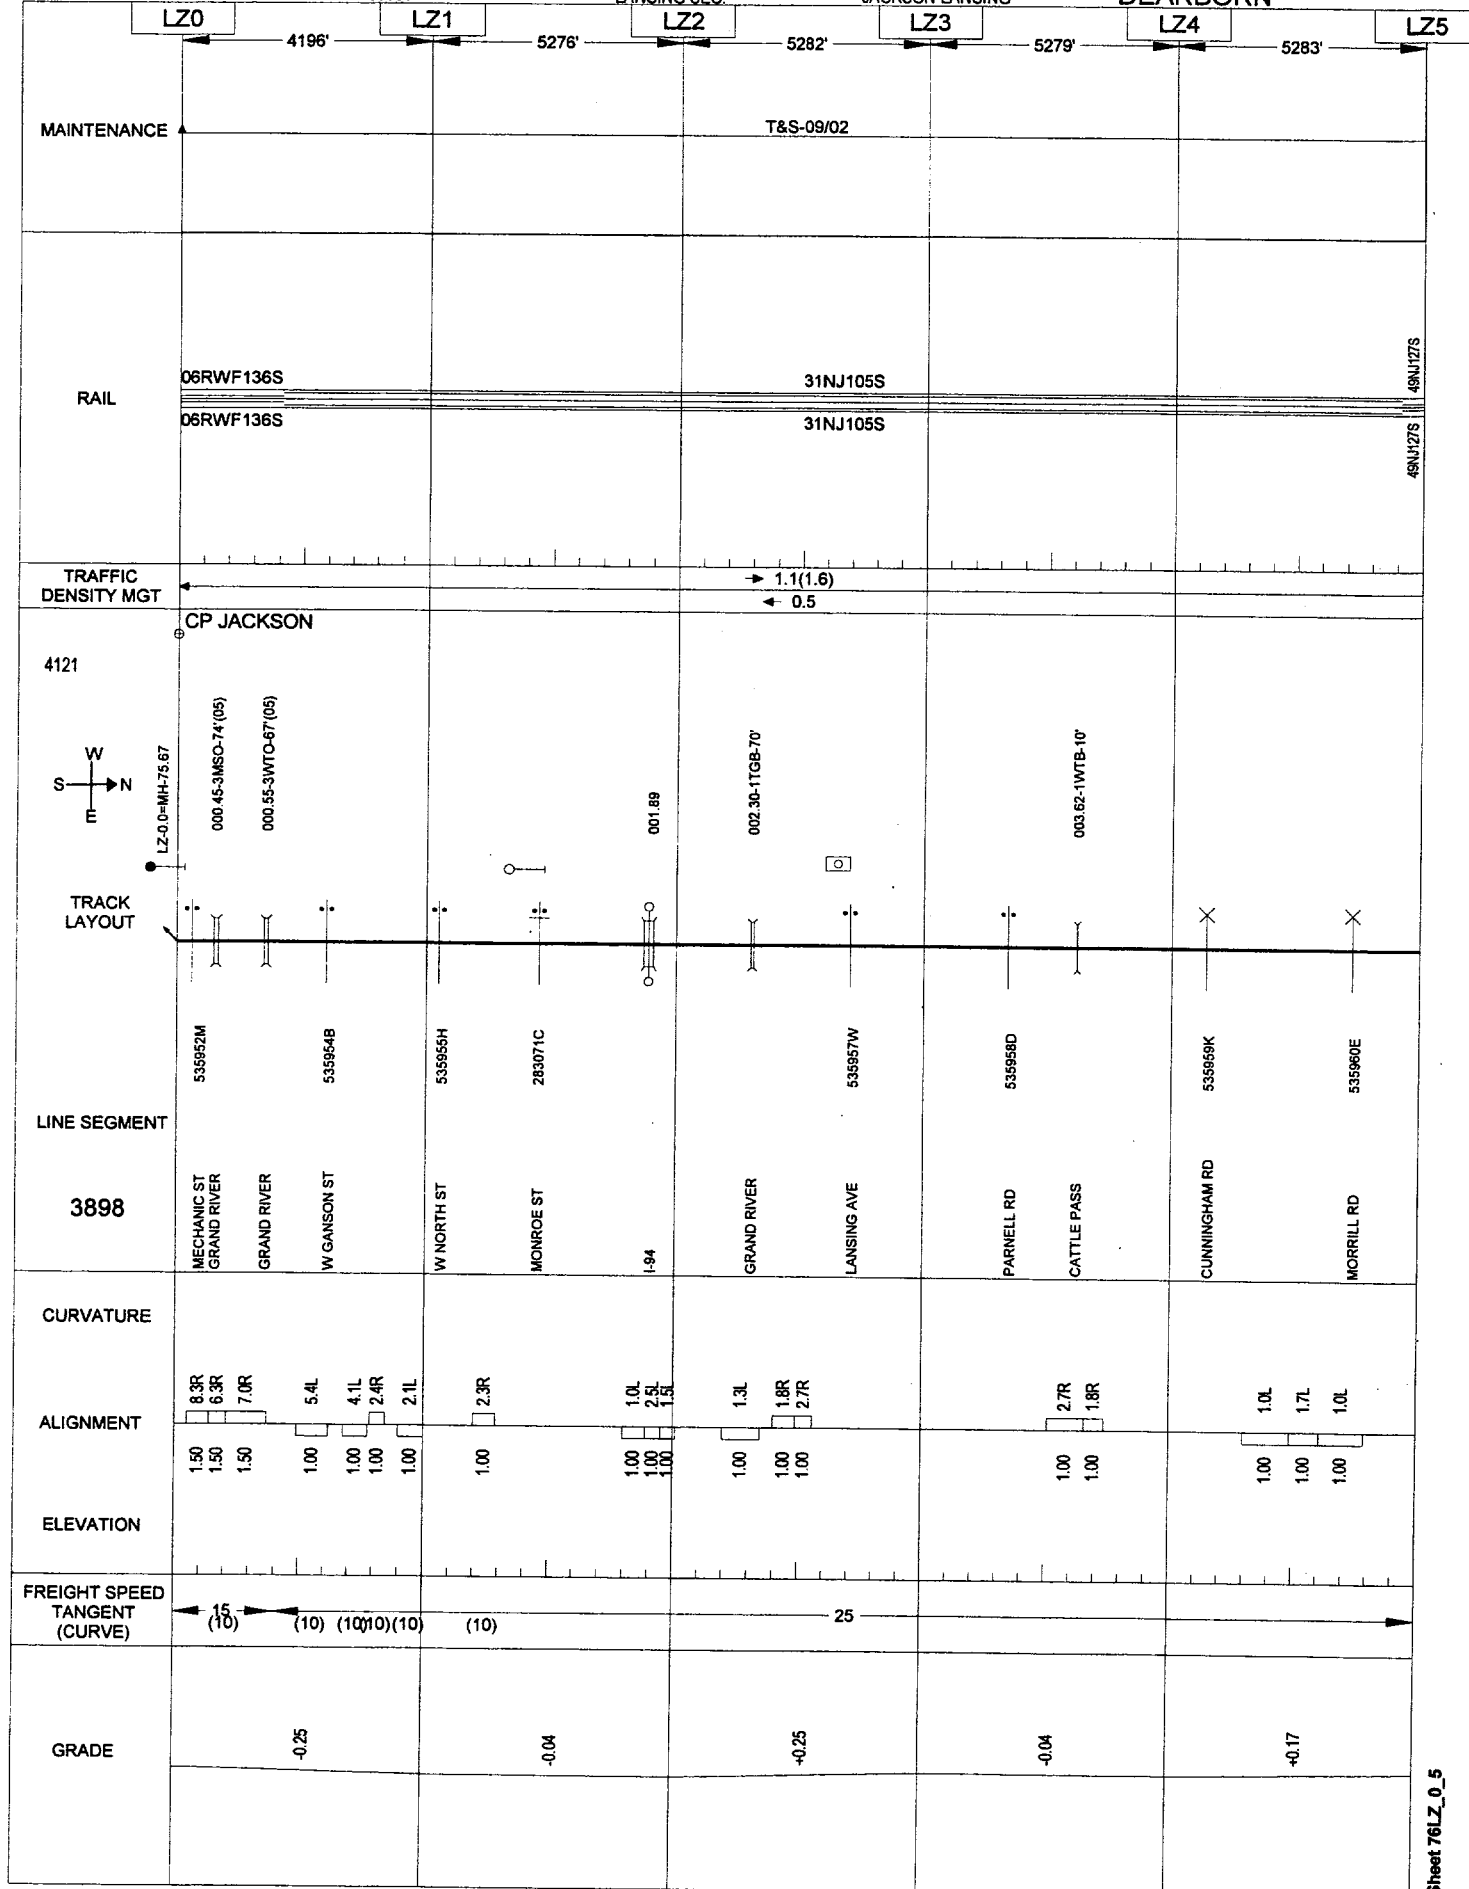 DEARBORN
LZ0 LZ1 LZ2 LZ3 LZ4 LZ5
4196' 5276' 5282' 5279' 5283'
MAINTENANCE T&S-09/02
06RWF136S 31NJ105S 49NJ127S
RAIL
06RWF136S 31NJ105S 49NJ127S
TRAFFIC
DENSITY MGT
1.1(1.6)
0.5
CP JACKSON
4121
W
S N
E
LZ-0.0=MH-75.67
000.45-3MSO-74'(05)
000.55-3WTO-67'(05)
001.89
002.30-1TGB-70'
003.62-1WTB-10'
TRACK
LAYOUT
535952M
535954B
535955H
283071C
535957W
535958D
535959K
535960E
LINE SEGMENT
3898
MECHANIC ST
GRAND RIVER
GRAND RIVER
W GANSON ST
W NORTH ST
MONROE ST
I-94
GRAND RIVER
LANSING AVE
PARNELL RD
CATTLE PASS
CUNNINGHAM RD
MORRILL RD
CURVATURE
8.3R 6.3R 7.0R 5.4L 4.1L 2.4R 2.1L 2.3R 1.0L 2.5L 1.5L 1.3L 1.8R 2.7R 2.7R 1.8R 1.0L 1.7L 1.0L
ALIGNMENT
1.50 1.50 1.50 1.00 1.00 1.00 1.00 1.00 1.00 1.00 1.00 1.00 1.00 1.00 1.00 1.00 1.00 1.00 1.00
ELEVATION
FREIGHT SPEED
TANGENT
(CURVE)
15 25
(10) (10) (10) (10) (10) (10)
GRADE
-0.25 -0.04 +0.25 -0.04 +0.17
Sheet 76LZ_0_5